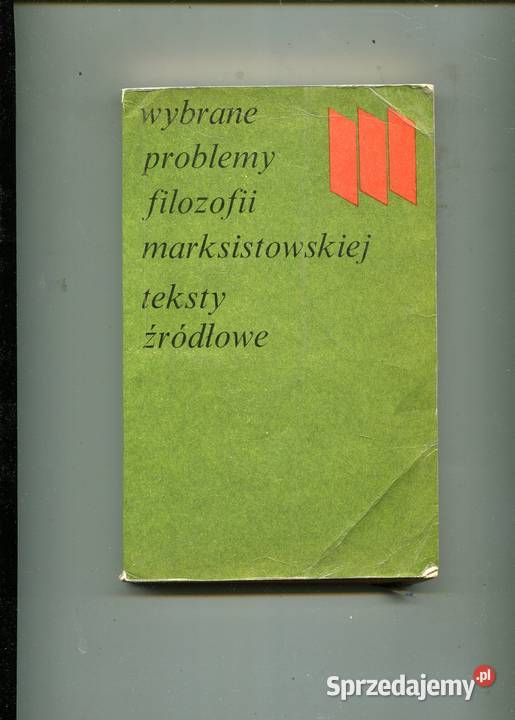 wybrane
problemy
filozofii
marksistowskiej
teksty
źródłowe
Sprzedajemy.pl